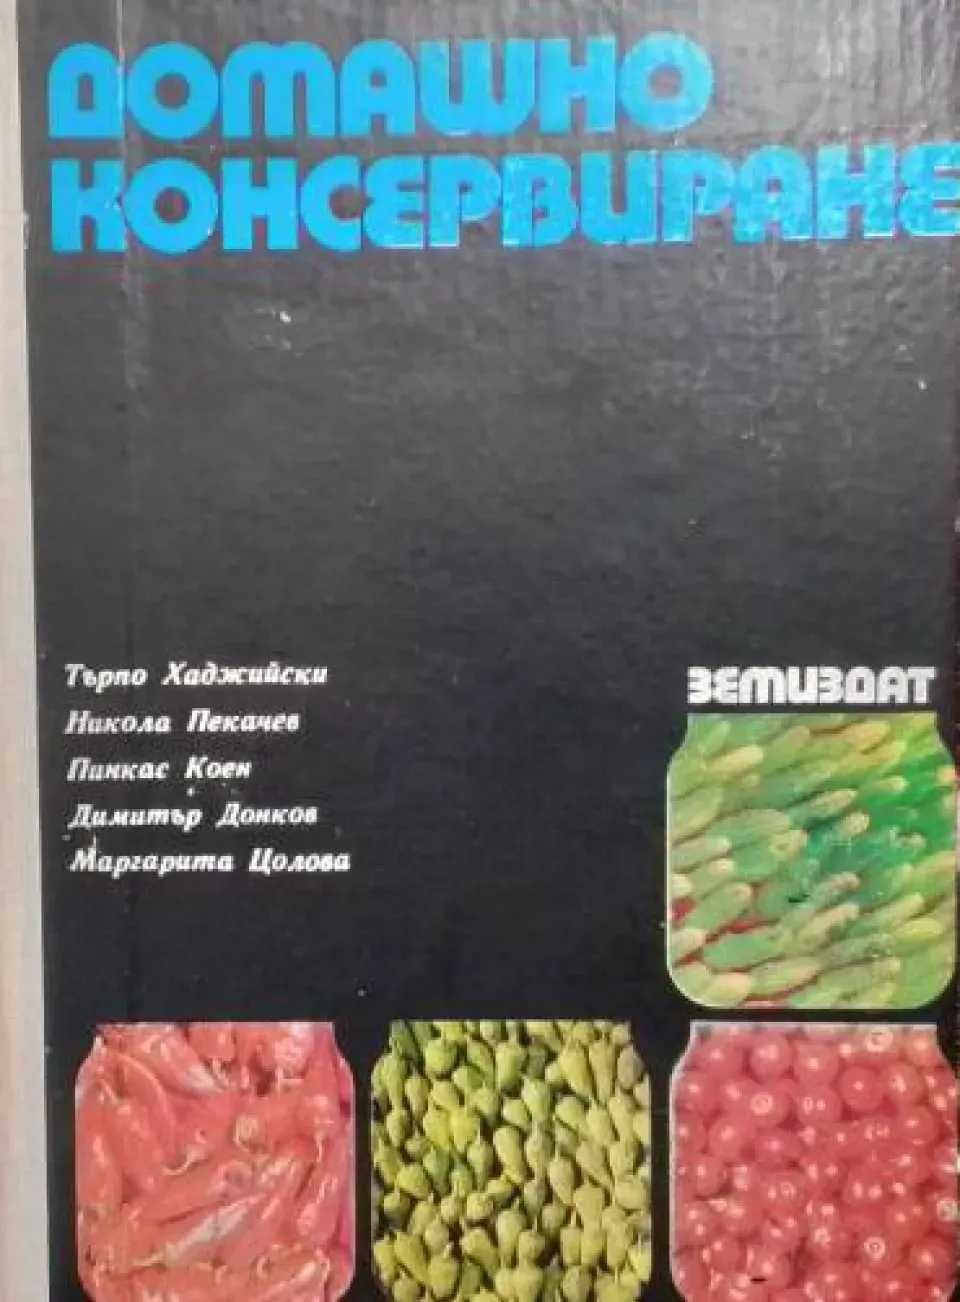 ДОМАШНО
КОНСЕРВИРАНЕ
Търпо Хаджийски
Никола Пекачев
Пинкас Коен
Димитър Донков
Маргарита Цолова
ЗЕМИЗДАТ